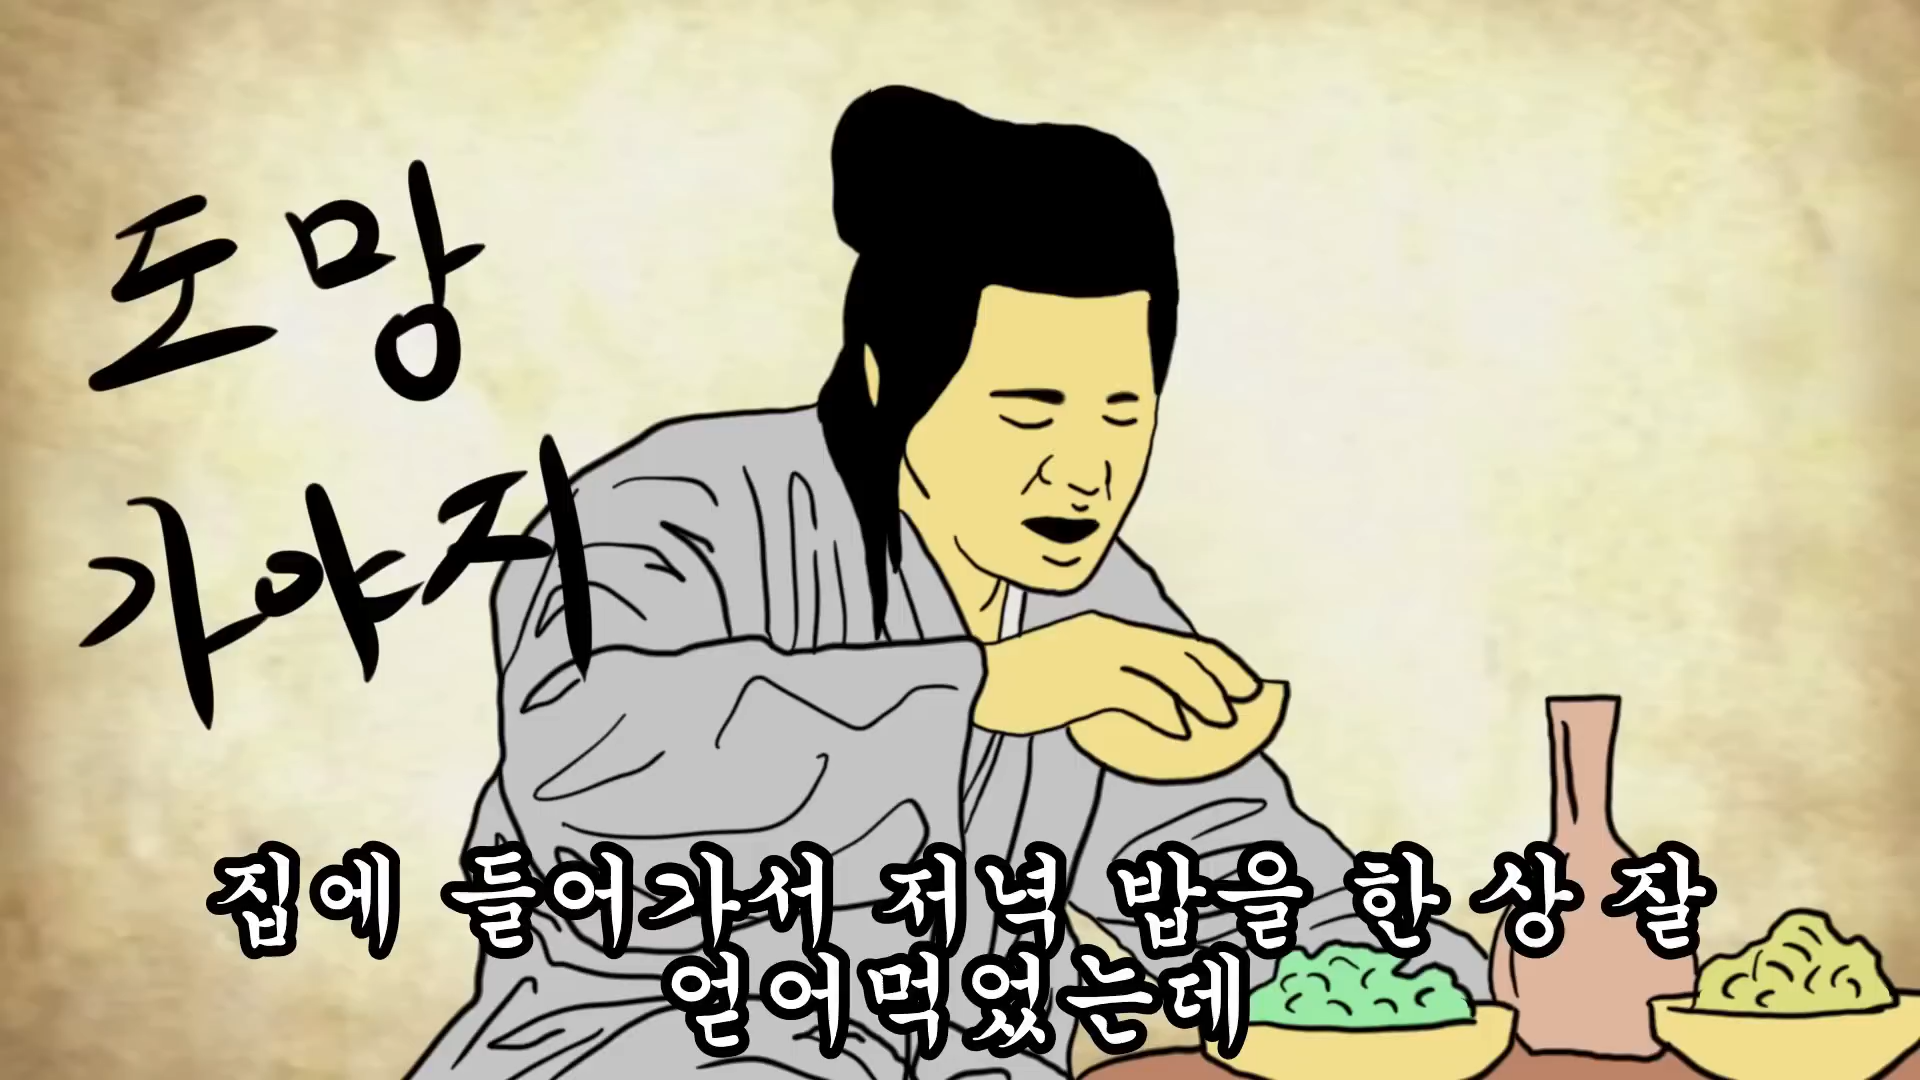 도망
가야지
집에 들어가서 저녁 밥을 한 상 잘
얻어먹었는데